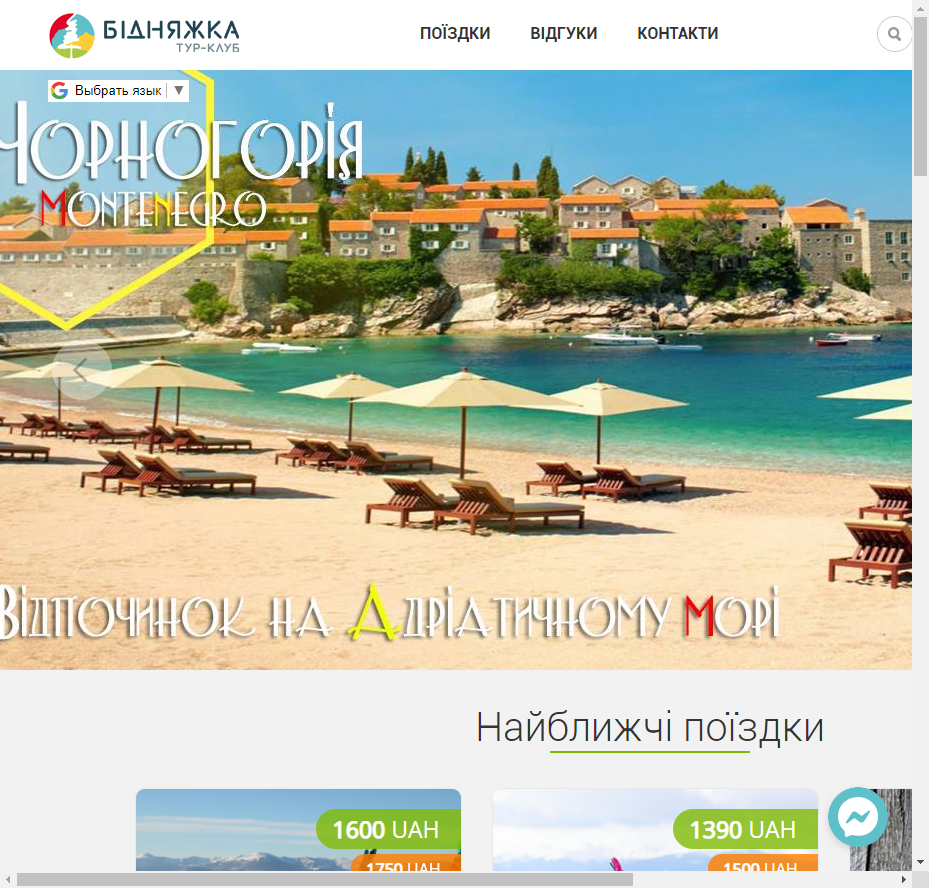 БІДНЯЖКА
ТУР-КЛУБ
ПОЇЗДКИ ВІДГУКИ КОНТАКТИ
Выбрать язык ▼
Чорногорія
Montenegro
Відпочинок на Адріатичному Морі
Найближчі поїздки
1600 UAH
1750 UAH
1390 UAH
1500 UAH